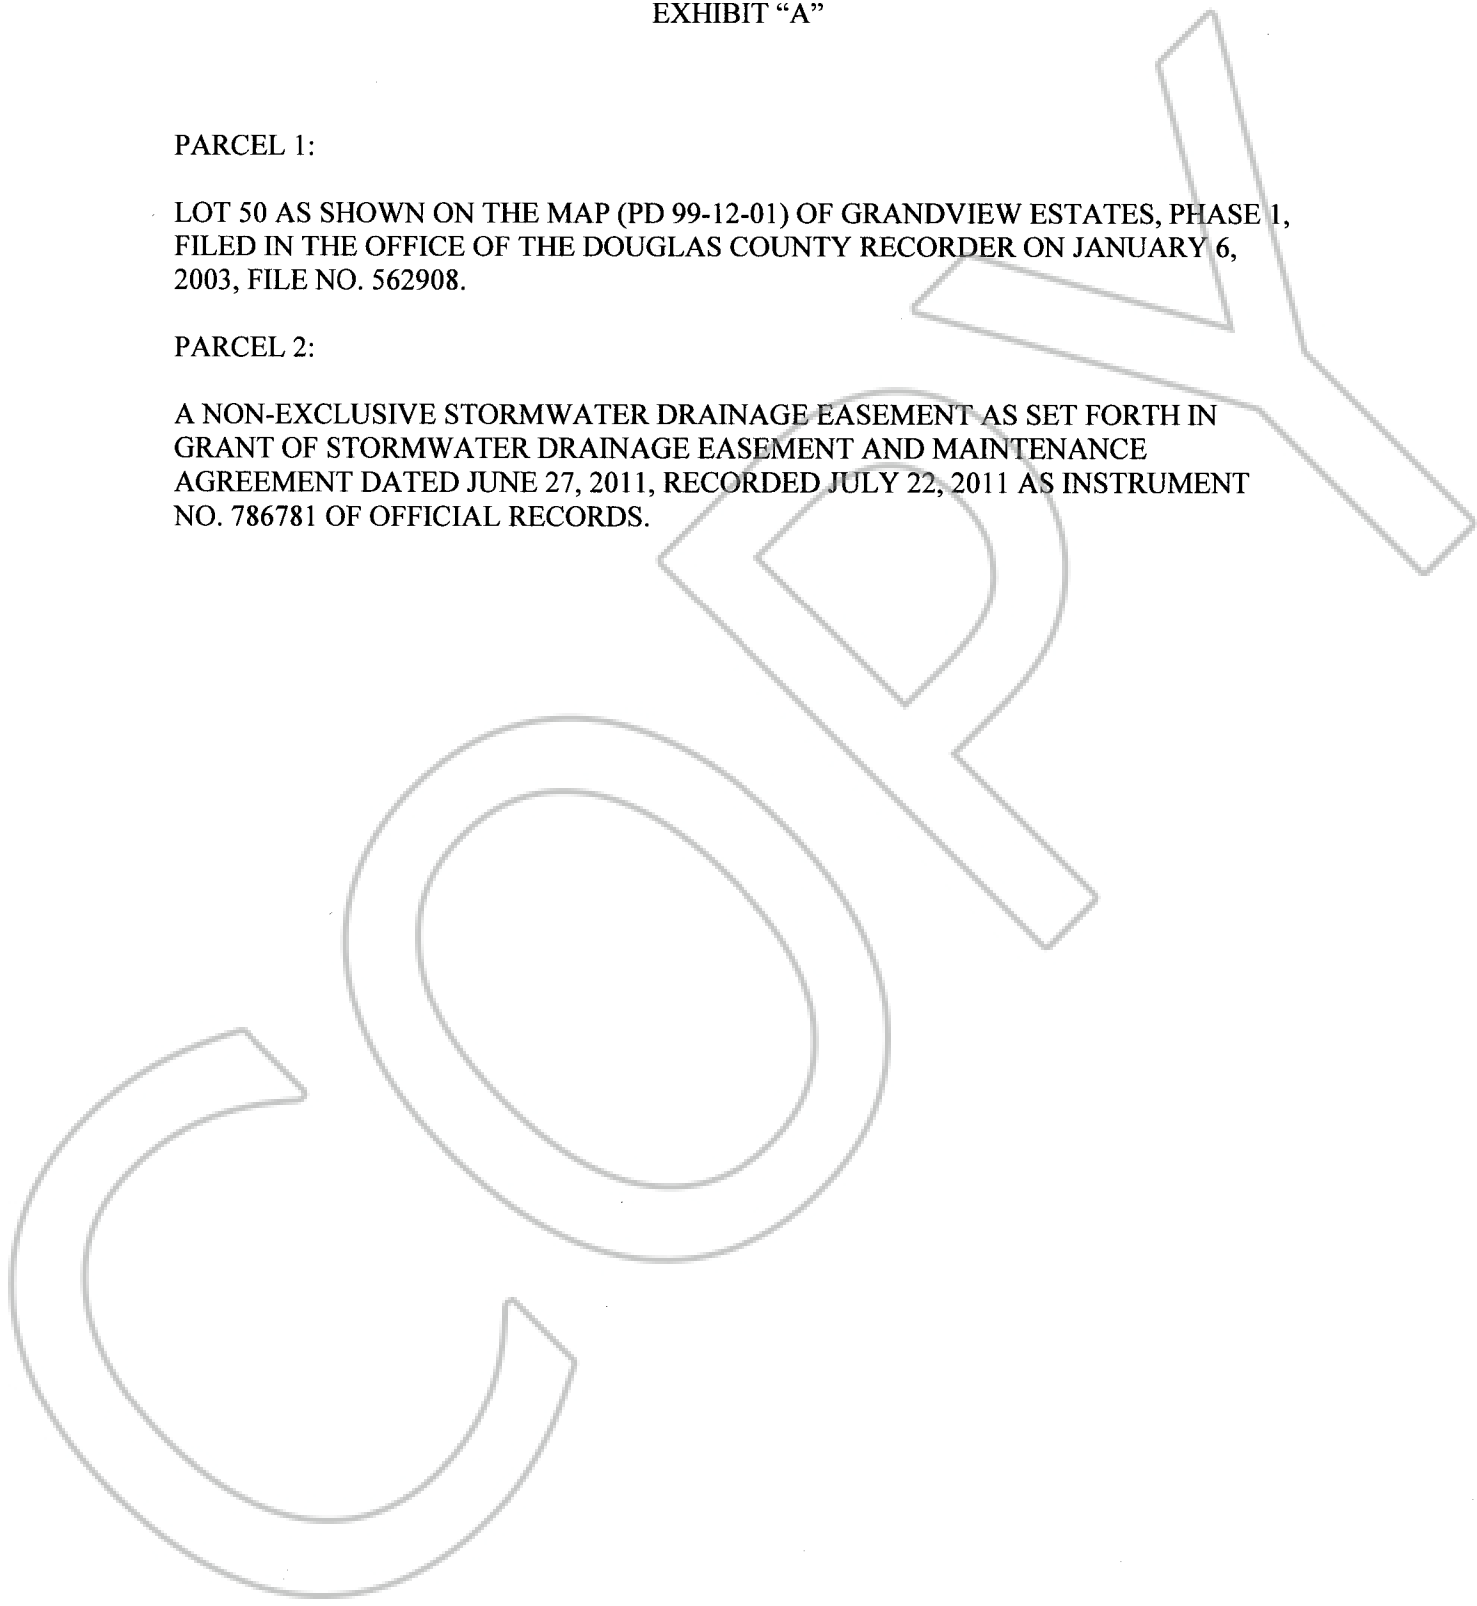 EXHIBIT “A”
PARCEL 1:
LOT 50 AS SHOWN ON THE MAP (PD 99-12-01) OF GRANDVIEW ESTATES, PHASE 1,
FILED IN THE OFFICE OF THE DOUGLAS COUNTY RECORDER ON JANUARY 6,
2003, FILE NO. 562908.
PARCEL 2:
A NON-EXCLUSIVE STORMWATER DRAINAGE EASEMENT AS SET FORTH IN
GRANT OF STORMWATER DRAINAGE EASEMENT AND MAINTENANCE
AGREEMENT DATED JUNE 27, 2011, RECORDED JULY 22, 2011 AS INSTRUMENT
NO. 786781 OF OFFICIAL RECORDS.
COPY